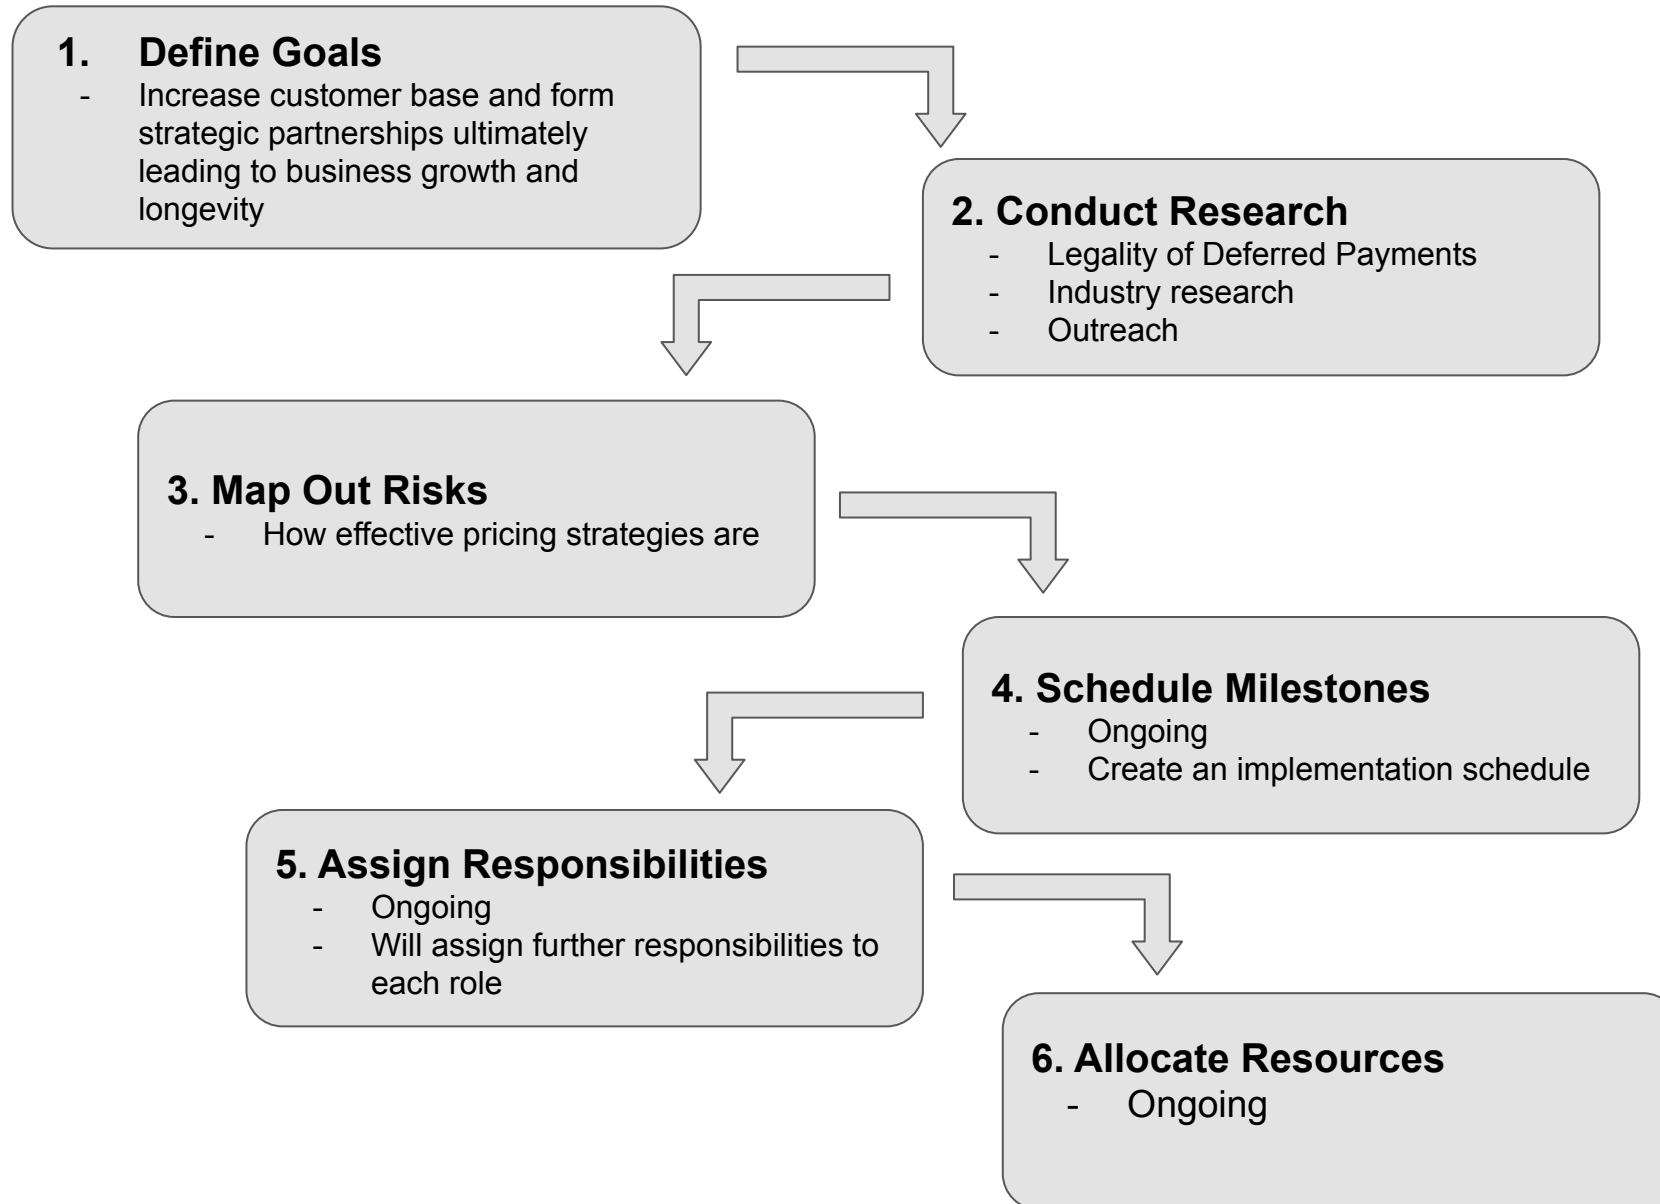 1. Define Goals
- Increase customer base and form
strategic partnerships ultimately
leading to business growth and
longevity
2. Conduct Research
- Legality of Deferred Payments
- Industry research
- Outreach
3. Map Out Risks
- How effective pricing strategies are
4. Schedule Milestones
- Ongoing
- Create an implementation schedule
5. Assign Responsibilities
- Ongoing
- Will assign further responsibilities to
each role
6. Allocate Resources
- Ongoing